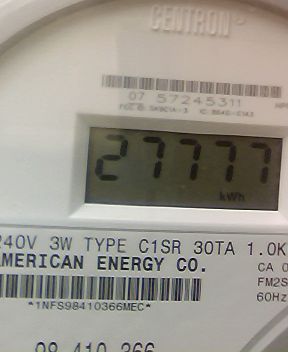 CENTRON
07 57245311
27777
kWh
240V 3W TYPE C1SR 30TA 1.0K
AMERICAN ENERGY CO.
CA 0
FM2S
60Hz
*1NFS98410366MEC*
98 410 366